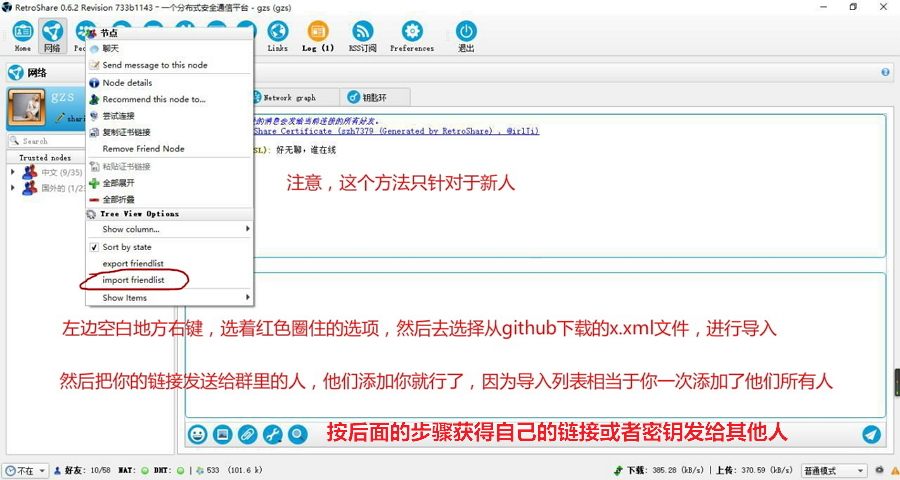 RetroShare 0.6.2 Revision 733b1143 - 一个分布式安全通信平台 - gzs (gzs)
Home
网络
Links
Log (1)
RSS订阅
Preferences
退出
网络
gzs
Search
Trusted nodes
中文 (9/35)
国外的
节点
聊天
Send message to this node
Node details
Recommend this node to...
尝试连接
复制证书链接
Remove Friend Node
粘贴证书链接
全部展开
全部折叠
Tree View Options
Show column...
Sort by state
export friendlist
import friendlist
Show Items
Network graph
钥匙环
的消息会发给当前连接的所有好友。
Share Certificate (szh7379 (Generated by RetroShare) , @irlIi)
SL): 好无聊，谁在线
注意，这个方法只针对于新人
左边空白地方右键，选着红色圈住的选项，然后去选择从github下载的x.xml文件，进行导入
然后把你的链接发送给群里的人，他们添加你就行了，因为导入列表相当于你一次添加了他们所有人
按后面的步骤获得自己的链接或者密钥发给其他人
不在
好友: 10/58
NAT:
DHT:
533 (101.6 k)
下载: 385.28 (kB/s) | 上传: 370.59 (kB/s)
普通模式